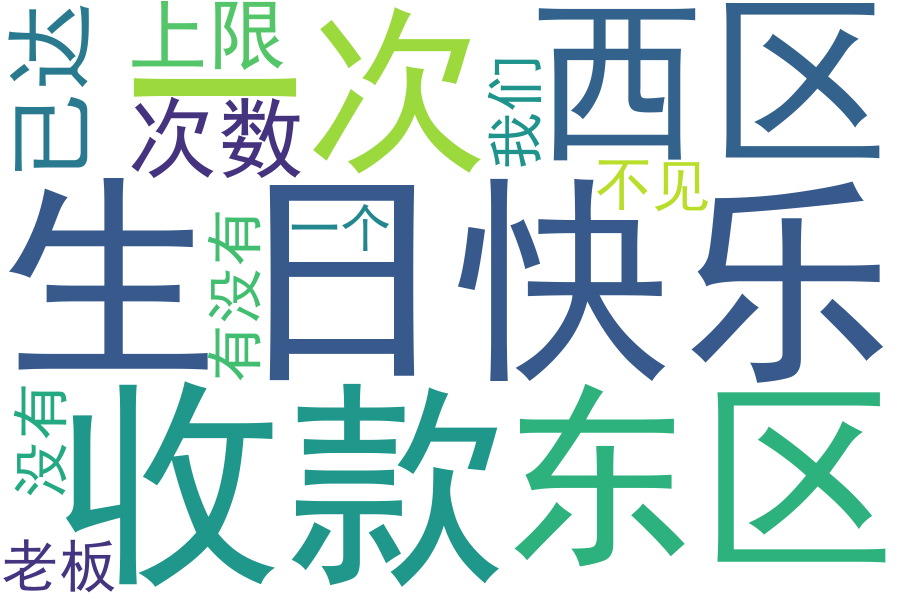 已达
上限
一次
次数
我们
西区
不见
生日快乐
一个
有没有
没有
收款
东区
老板